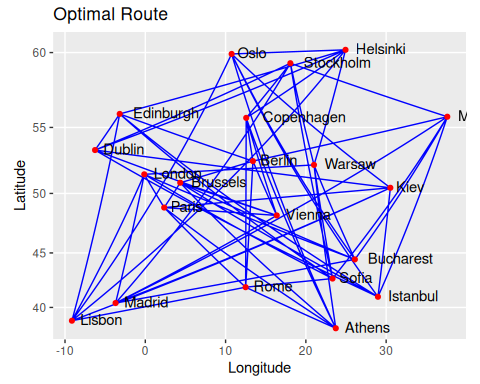 Optimal Route
60
55
50
45
40
Latitude
Oslo
Helsinki
Stockholm
Edinburgh
Copenhagen
M
Dublin
Berlin
Warsaw
London
Brussels
Kiev
Paris
Vienna
Bucharest
Sofia
Rome
Istanbul
Madrid
Lisbon
Athens
-10 0 10 20 30
Longitude